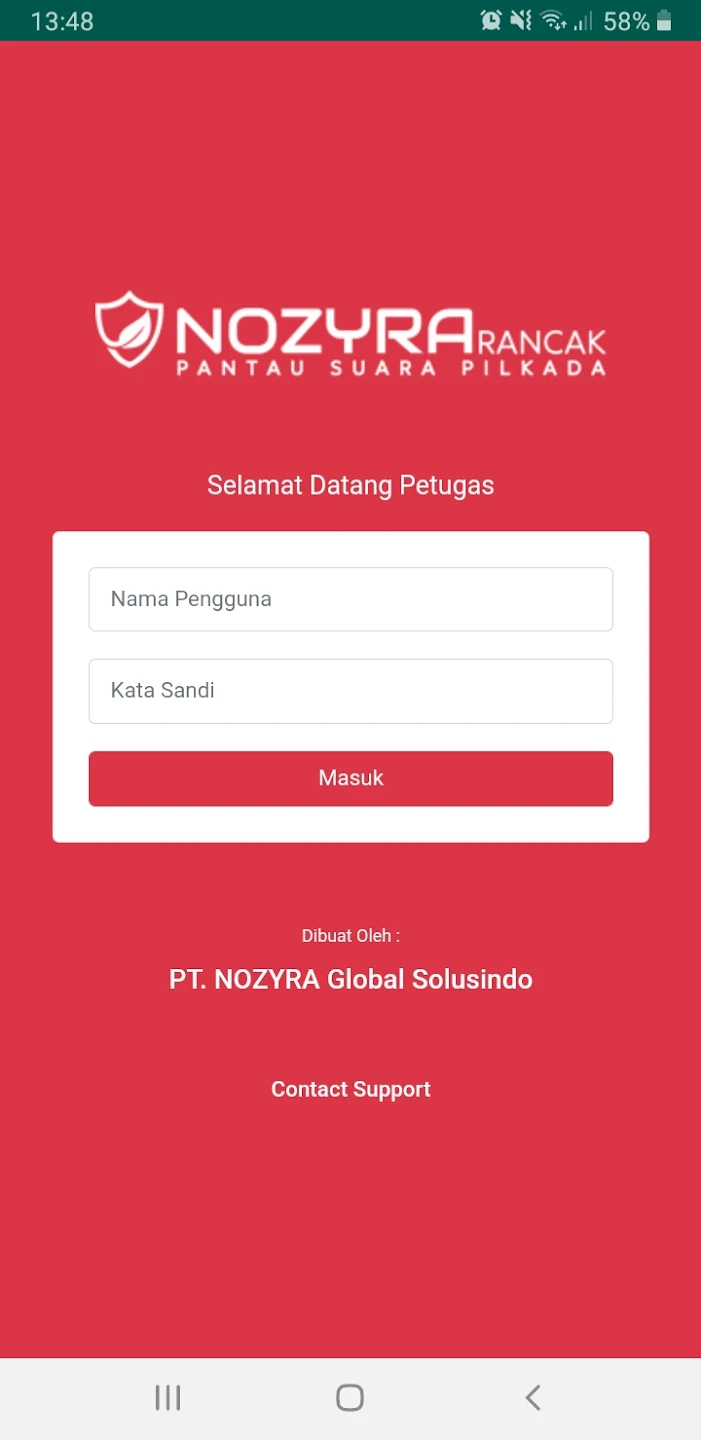 13:48
58%
NOZYRA RANCAK
PANTAU SUARA PILKADA
Selamat Datang Petugas
Nama Pengguna
Kata Sandi
Masuk
Dibuat Oleh :
PT. NOZYRA Global Solusindo
Contact Support